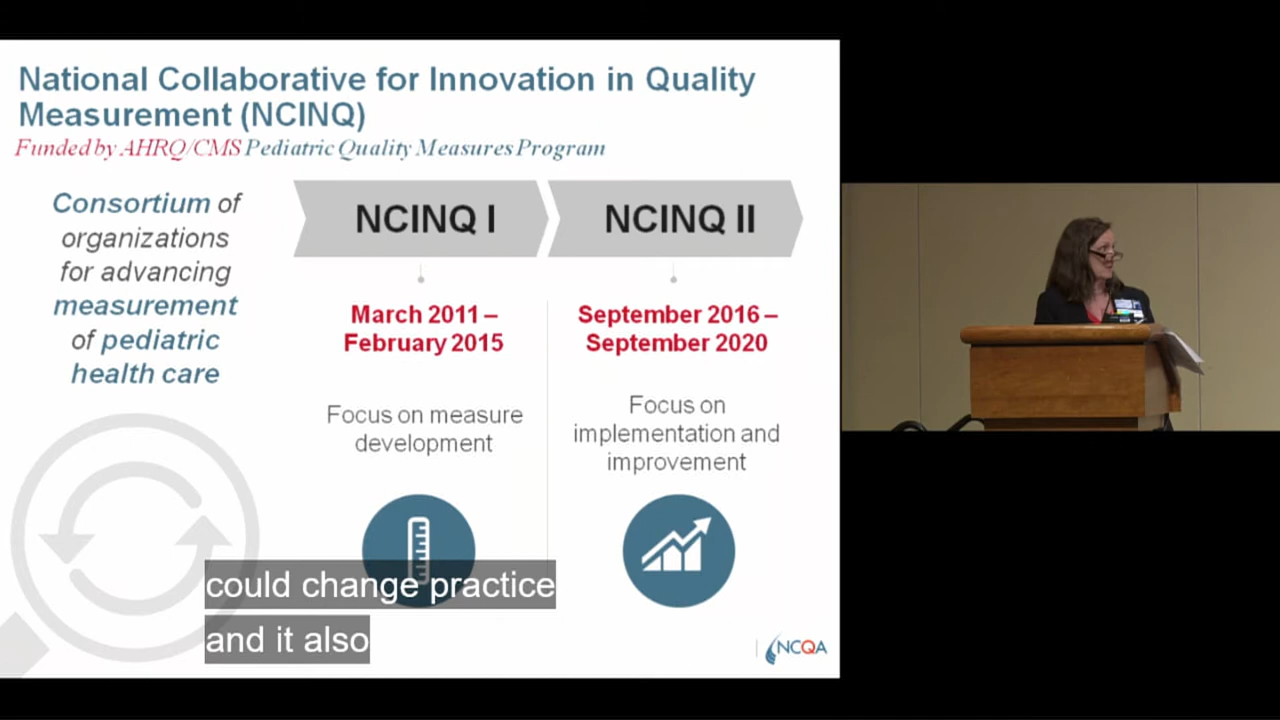 National Collaborative for Innovation in Quality
Measurement (NCINQ)
Funded by AHRQ/CMS Pediatric Quality Measures Program
Consortium of
organizations
for advancing
measurement
of pediatric
health care
NCINQ I
March 2011 –
February 2015
Focus on measure
development
NCINQ II
September 2016 –
September 2020
Focus on
implementation and
improvement
could change practice
and it also
NCQA